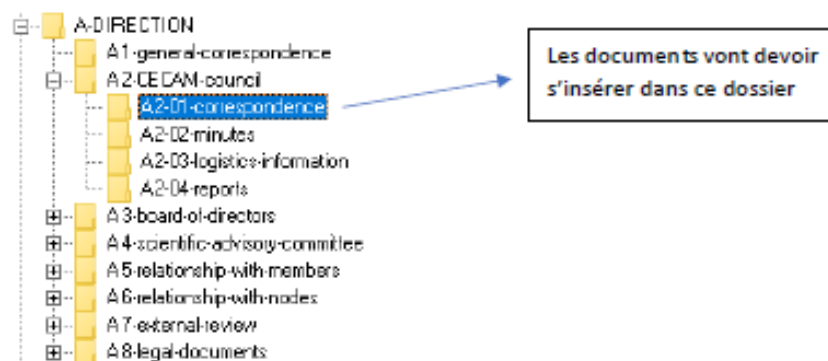 A-DIRECTION
A1-general-correspondence
A2-CECAM-council
A2-01-correspondence
A2-02-minutes
A2-03-logistics-information
A2-04-reports
A3-board-of-directors
A4-scientific-advisory-committee
A5-relationship-with-members
A6-relationship-with-nodes
A7-external-review
A8-legal-documents
Les documents vont devoir
s'insérer dans ce dossier